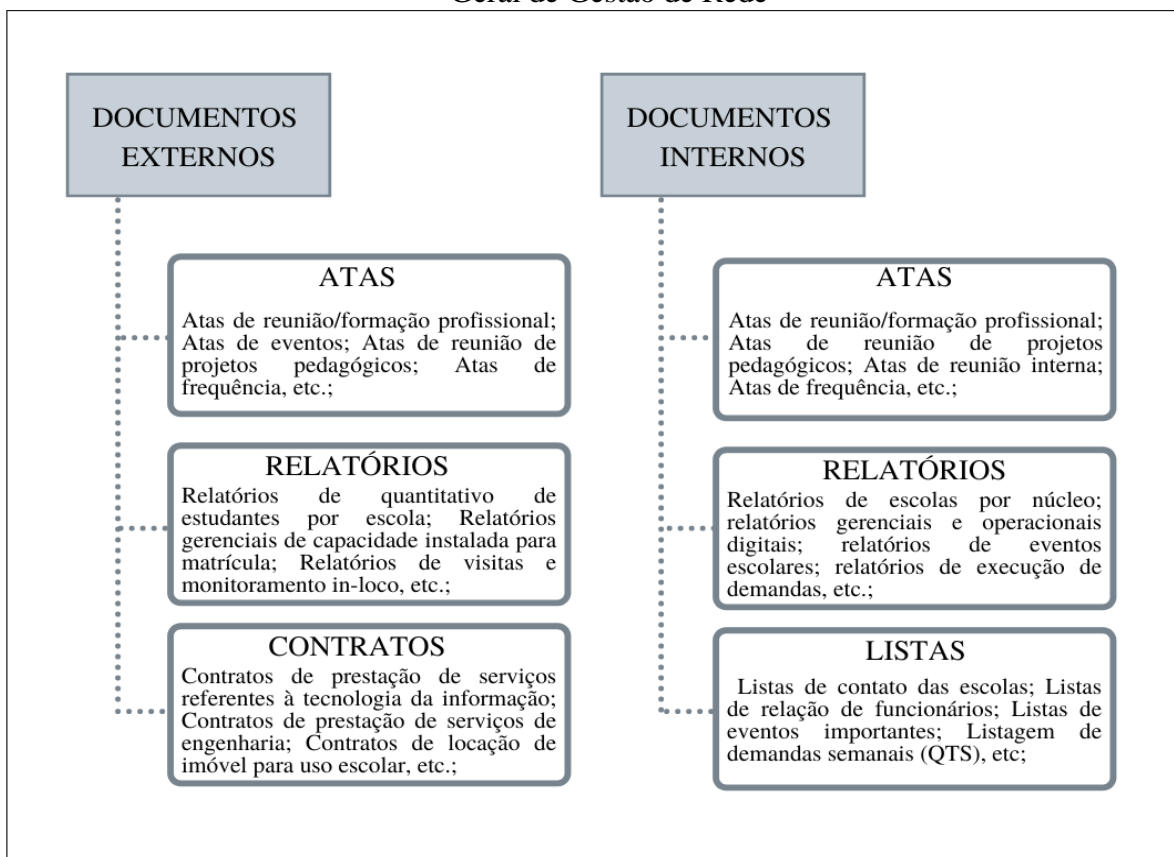 Geral de Gestão de Rede
DOCUMENTOS
EXTERNOS
ATAS
Atas de reunião/formação profissional;
Atas de eventos; Atas de reunião de
projetos pedagógicos; Atas de
frequência, etc.;
RELATÓRIOS
Relatórios de quantitativo de
estudantes por escola; Relatórios
gerenciais de capacidade instalada para
matrícula; Relatórios de visitas e
monitoramento in-loco, etc.;
CONTRATOS
Contratos de prestação de serviços
referentes à tecnologia da informação;
Contratos de prestação de serviços de
engenharia; Contratos de locação de
imóvel para uso escolar, etc.;
DOCUMENTOS
INTERNOS
ATAS
Atas de reunião/formação profissional;
Atas de reunião de projetos
pedagógicos; Atas de reunião interna;
Atas de frequência, etc.;
RELATÓRIOS
Relatórios de escolas por núcleo;
relatórios gerenciais e operacionais
digitais; relatórios de eventos
escolares; relatórios de execução de
demandas, etc.;
LISTAS
Listas de contato das escolas; Listas
de relação de funcionários; Listas de
eventos importantes; Listagem de
demandas semanais (QTS), etc;